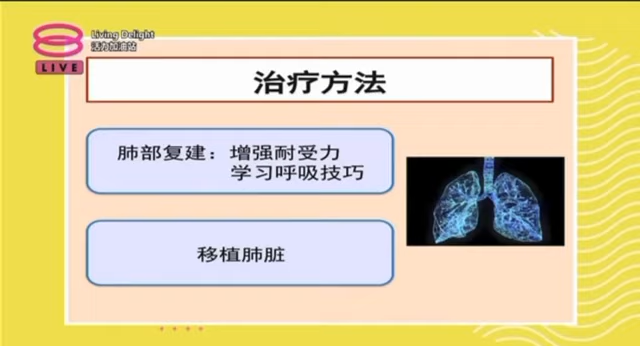 Living Delight
活力加油站
LIVE
治疗方法
肺部复建：增强耐受力
学习呼吸技巧
移植肺脏